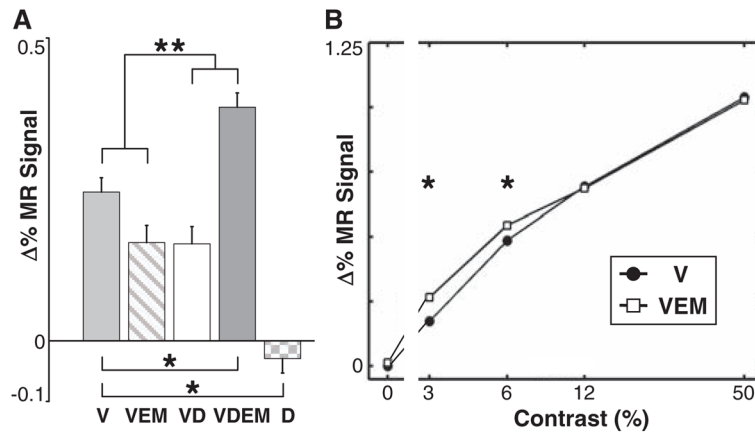 A
0.5
**
Δ% MR Signal
0
*
*
-0.1
V VEM VD VDEM D
B
1.25
* *
Δ% MR Signal
V
VEM
0
0 3 6 12 50
Contrast (%)